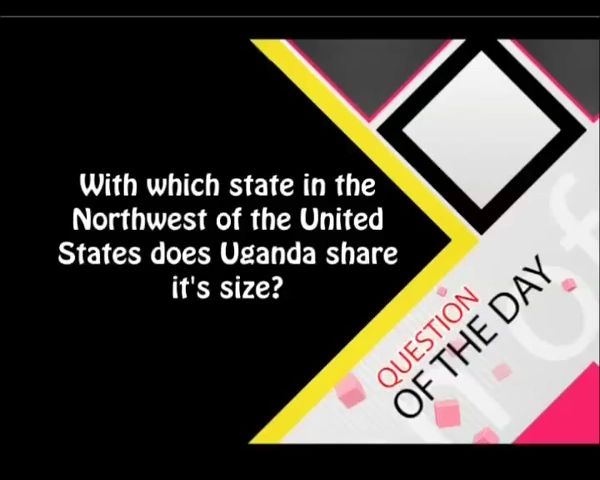 With which state in the
Northwest of the United
States does Uganda share
it's size?
QUESTION
OF THE DAY